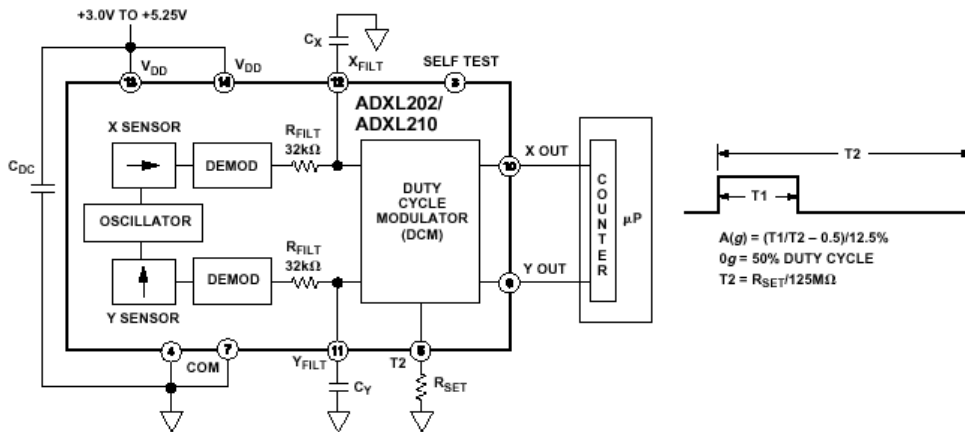 +3.0V TO +5.25V
CX
VDD
VDD
XFILT
SELF TEST
13
14
12
3
ADXL202/
ADXL210
X SENSOR
RFILT
32kΩ
DEMOD
CDC
OSCILLATOR
DUTY
CYCLE
MODULATOR
(DCM)
10
X OUT
COUNTER
µP
RFILT
32kΩ
DEMOD
Y SENSOR
9
Y OUT
4
7
COM
11
YFILT
T2
5
CY
RSET
T2
T1
A(g) = (T1/T2 – 0.5)/12.5%
0g = 50% DUTY CYCLE
T2 = RSET/125MΩ